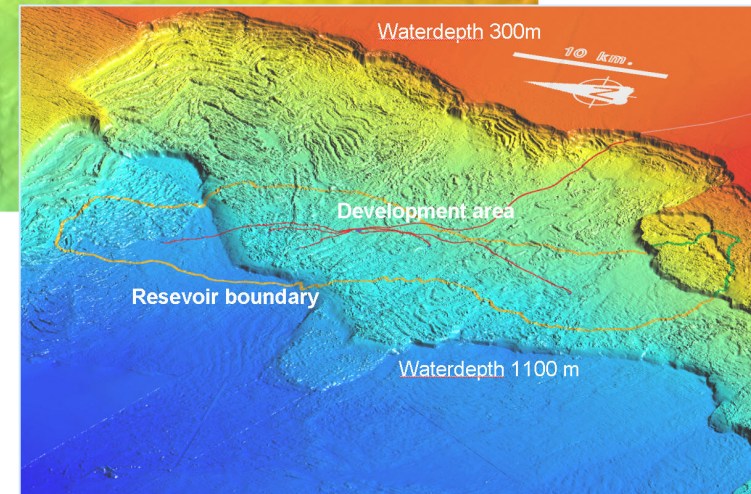 Waterdepth 300m
10 km.
N
Development area
Resevoir boundary
Waterdepth 1100 m